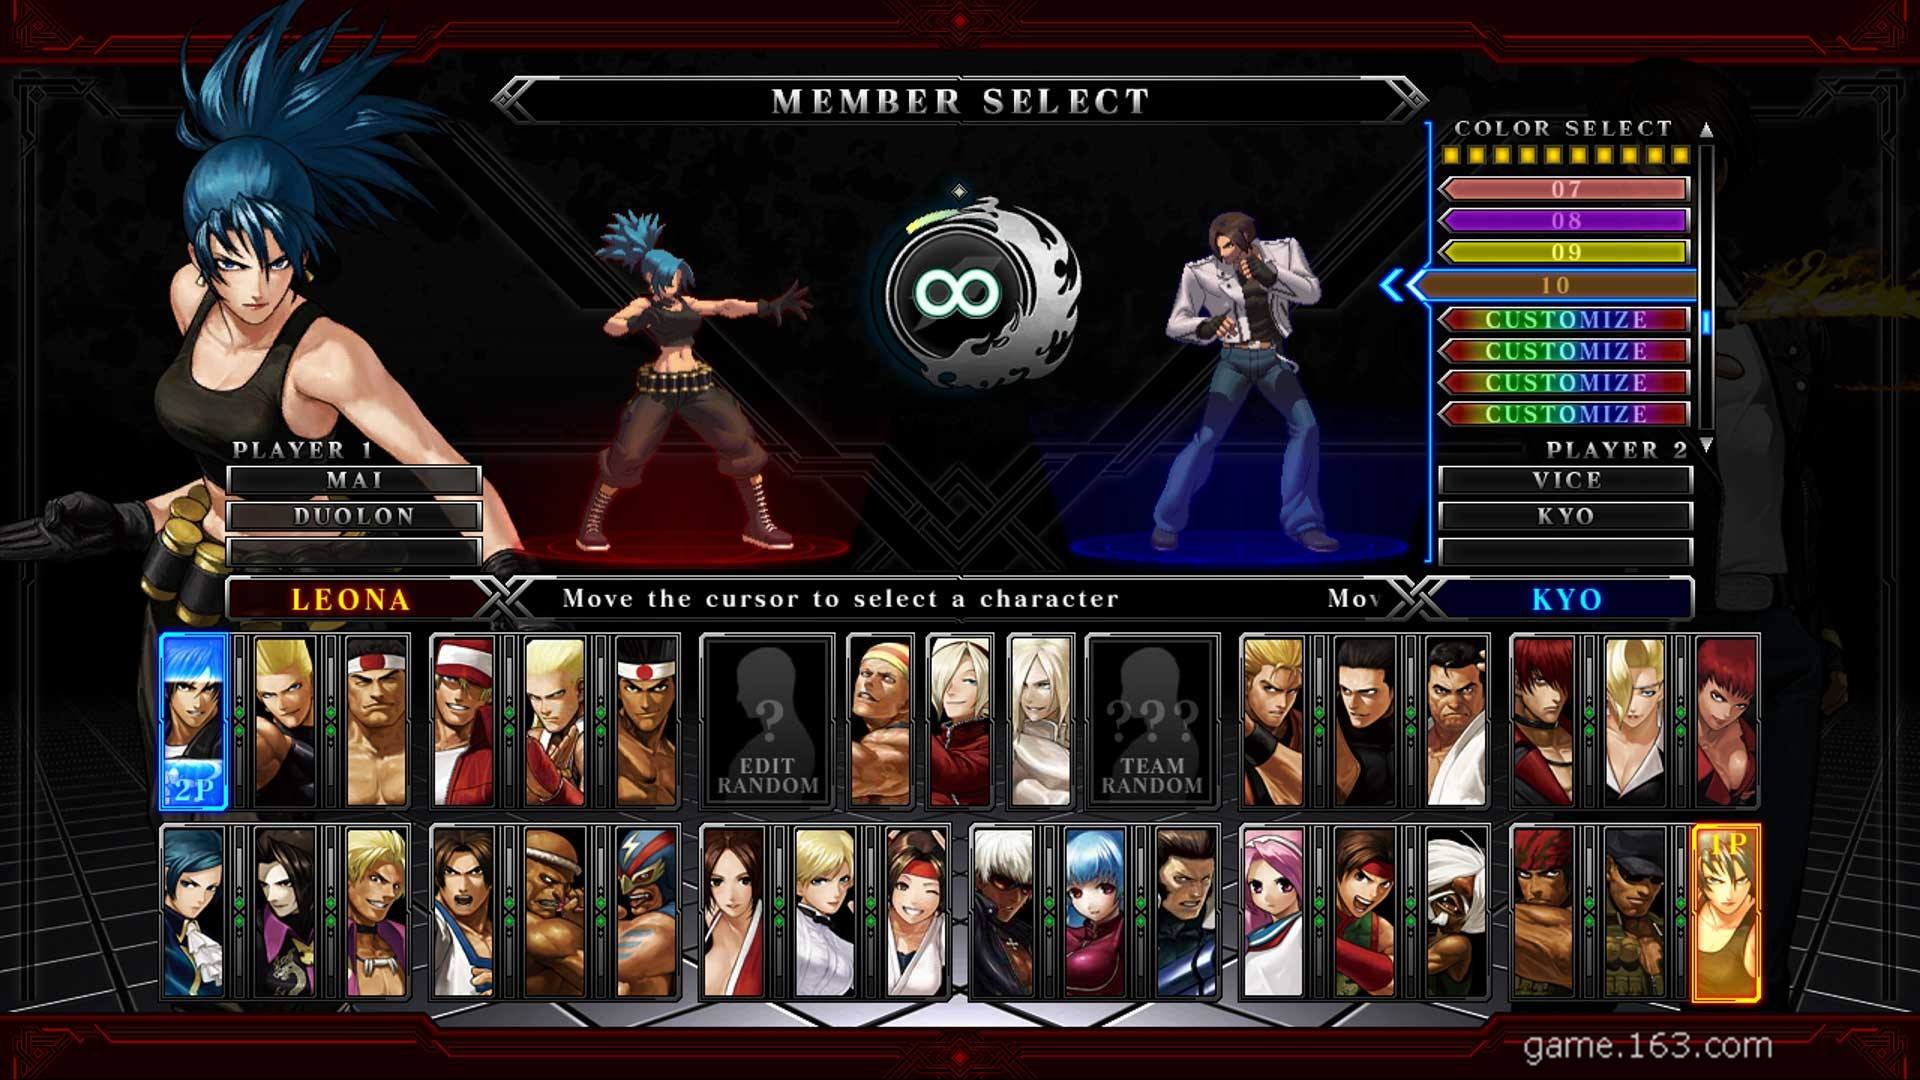 MEMBER SELECT
COLOR SELECT
07
08
09
10
CUSTOMIZE
CUSTOMIZE
CUSTOMIZE
CUSTOMIZE
PLAYER 1
MAI
DUOLON
PLAYER 2
VICE
KYO
LEONA
Move the cursor to select a character
Mov
KYO
2P
?
EDIT
RANDOM
???
TEAM
RANDOM
1P
game.163.com